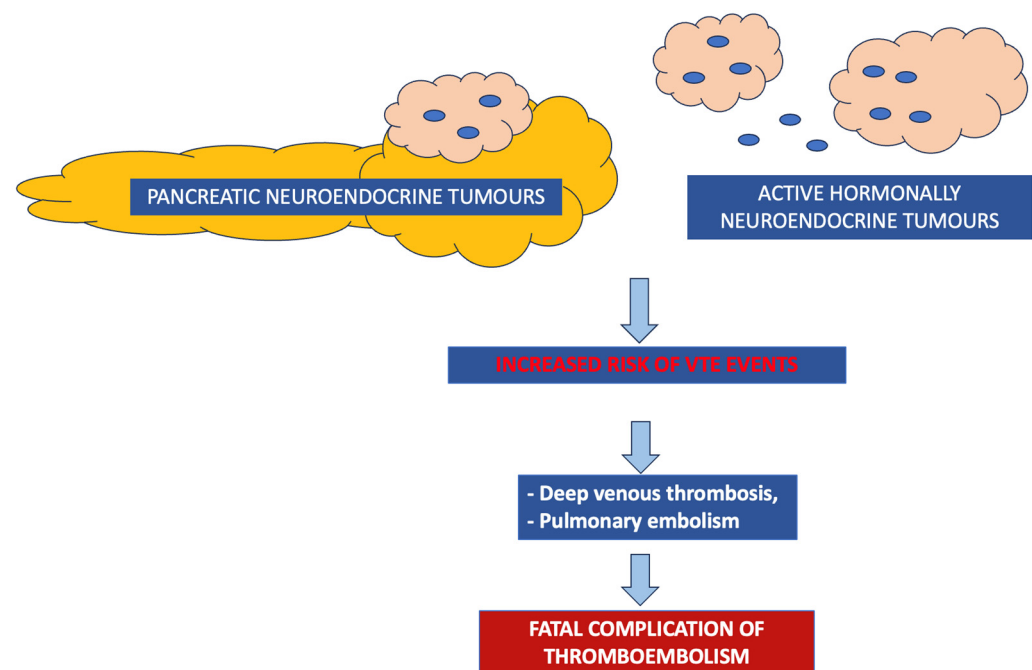 PANCREATIC NEUROENDOCRINE TUMOURS
ACTIVE HORMONALLY
NEUROENDOCRINE TUMOURS
INCREASED RISK OF VTE EVENTS
- Deep venous thrombosis,
- Pulmonary embolism
FATAL COMPLICATION OF
THROMBOEMBOLISM